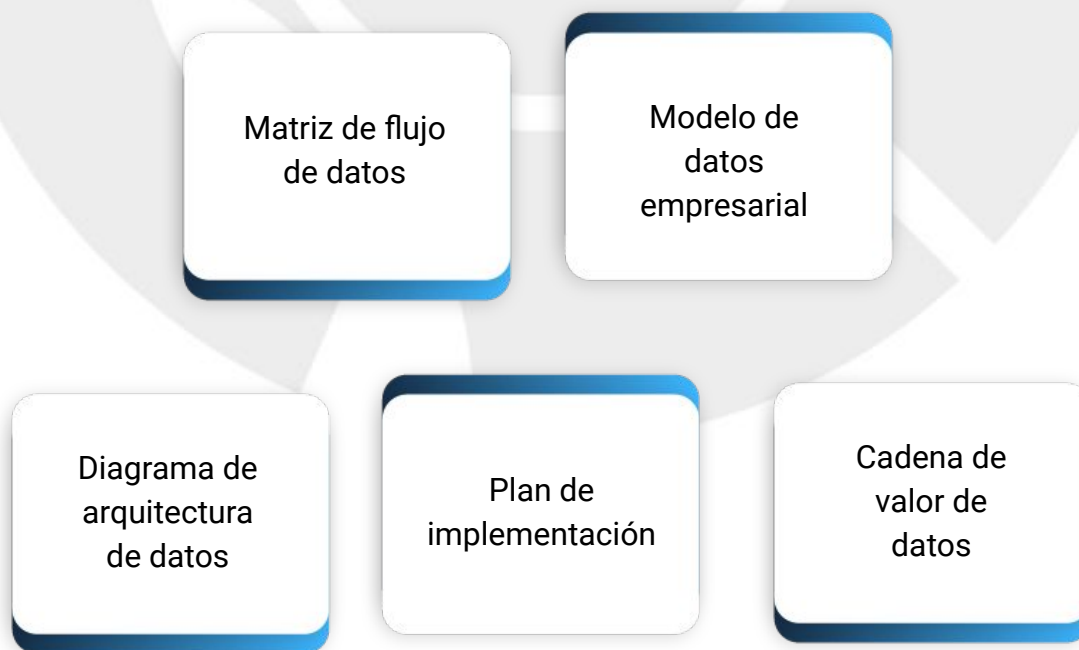 Matriz de flujo
de datos
Modelo de
datos
empresarial
Diagrama de
arquitectura
de datos
Plan de
implementación
Cadena de
valor de
datos